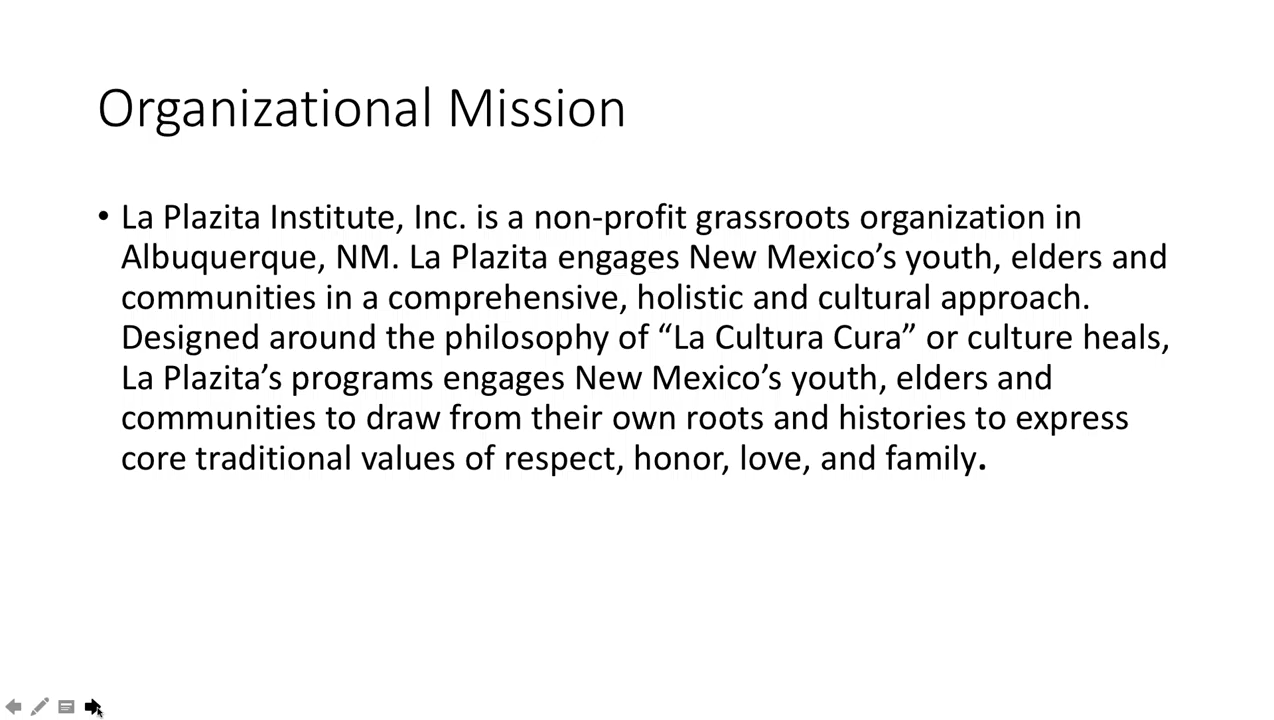 Organizational Mission
• La Plazita Institute, Inc. is a non-profit grassroots organization in
Albuquerque, NM. La Plazita engages New Mexico’s youth, elders and
communities in a comprehensive, holistic and cultural approach.
Designed around the philosophy of “La Cultura Cura” or culture heals,
La Plazita’s programs engages New Mexico’s youth, elders and
communities to draw from their own roots and histories to express
core traditional values of respect, honor, love, and family.